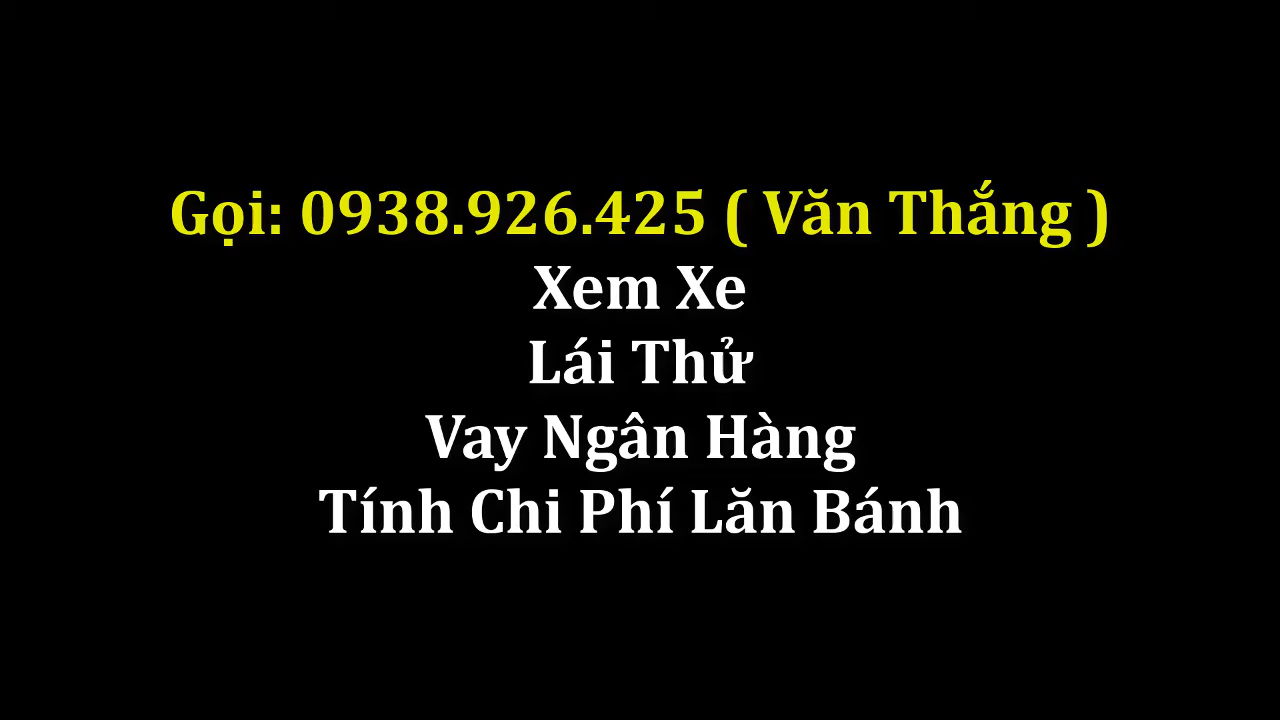 Gọi: 0938.926.425 ( Văn Thắng )
Xem Xe
Lái Thử
Vay Ngân Hàng
Tính Chi Phí Lăn Bánh